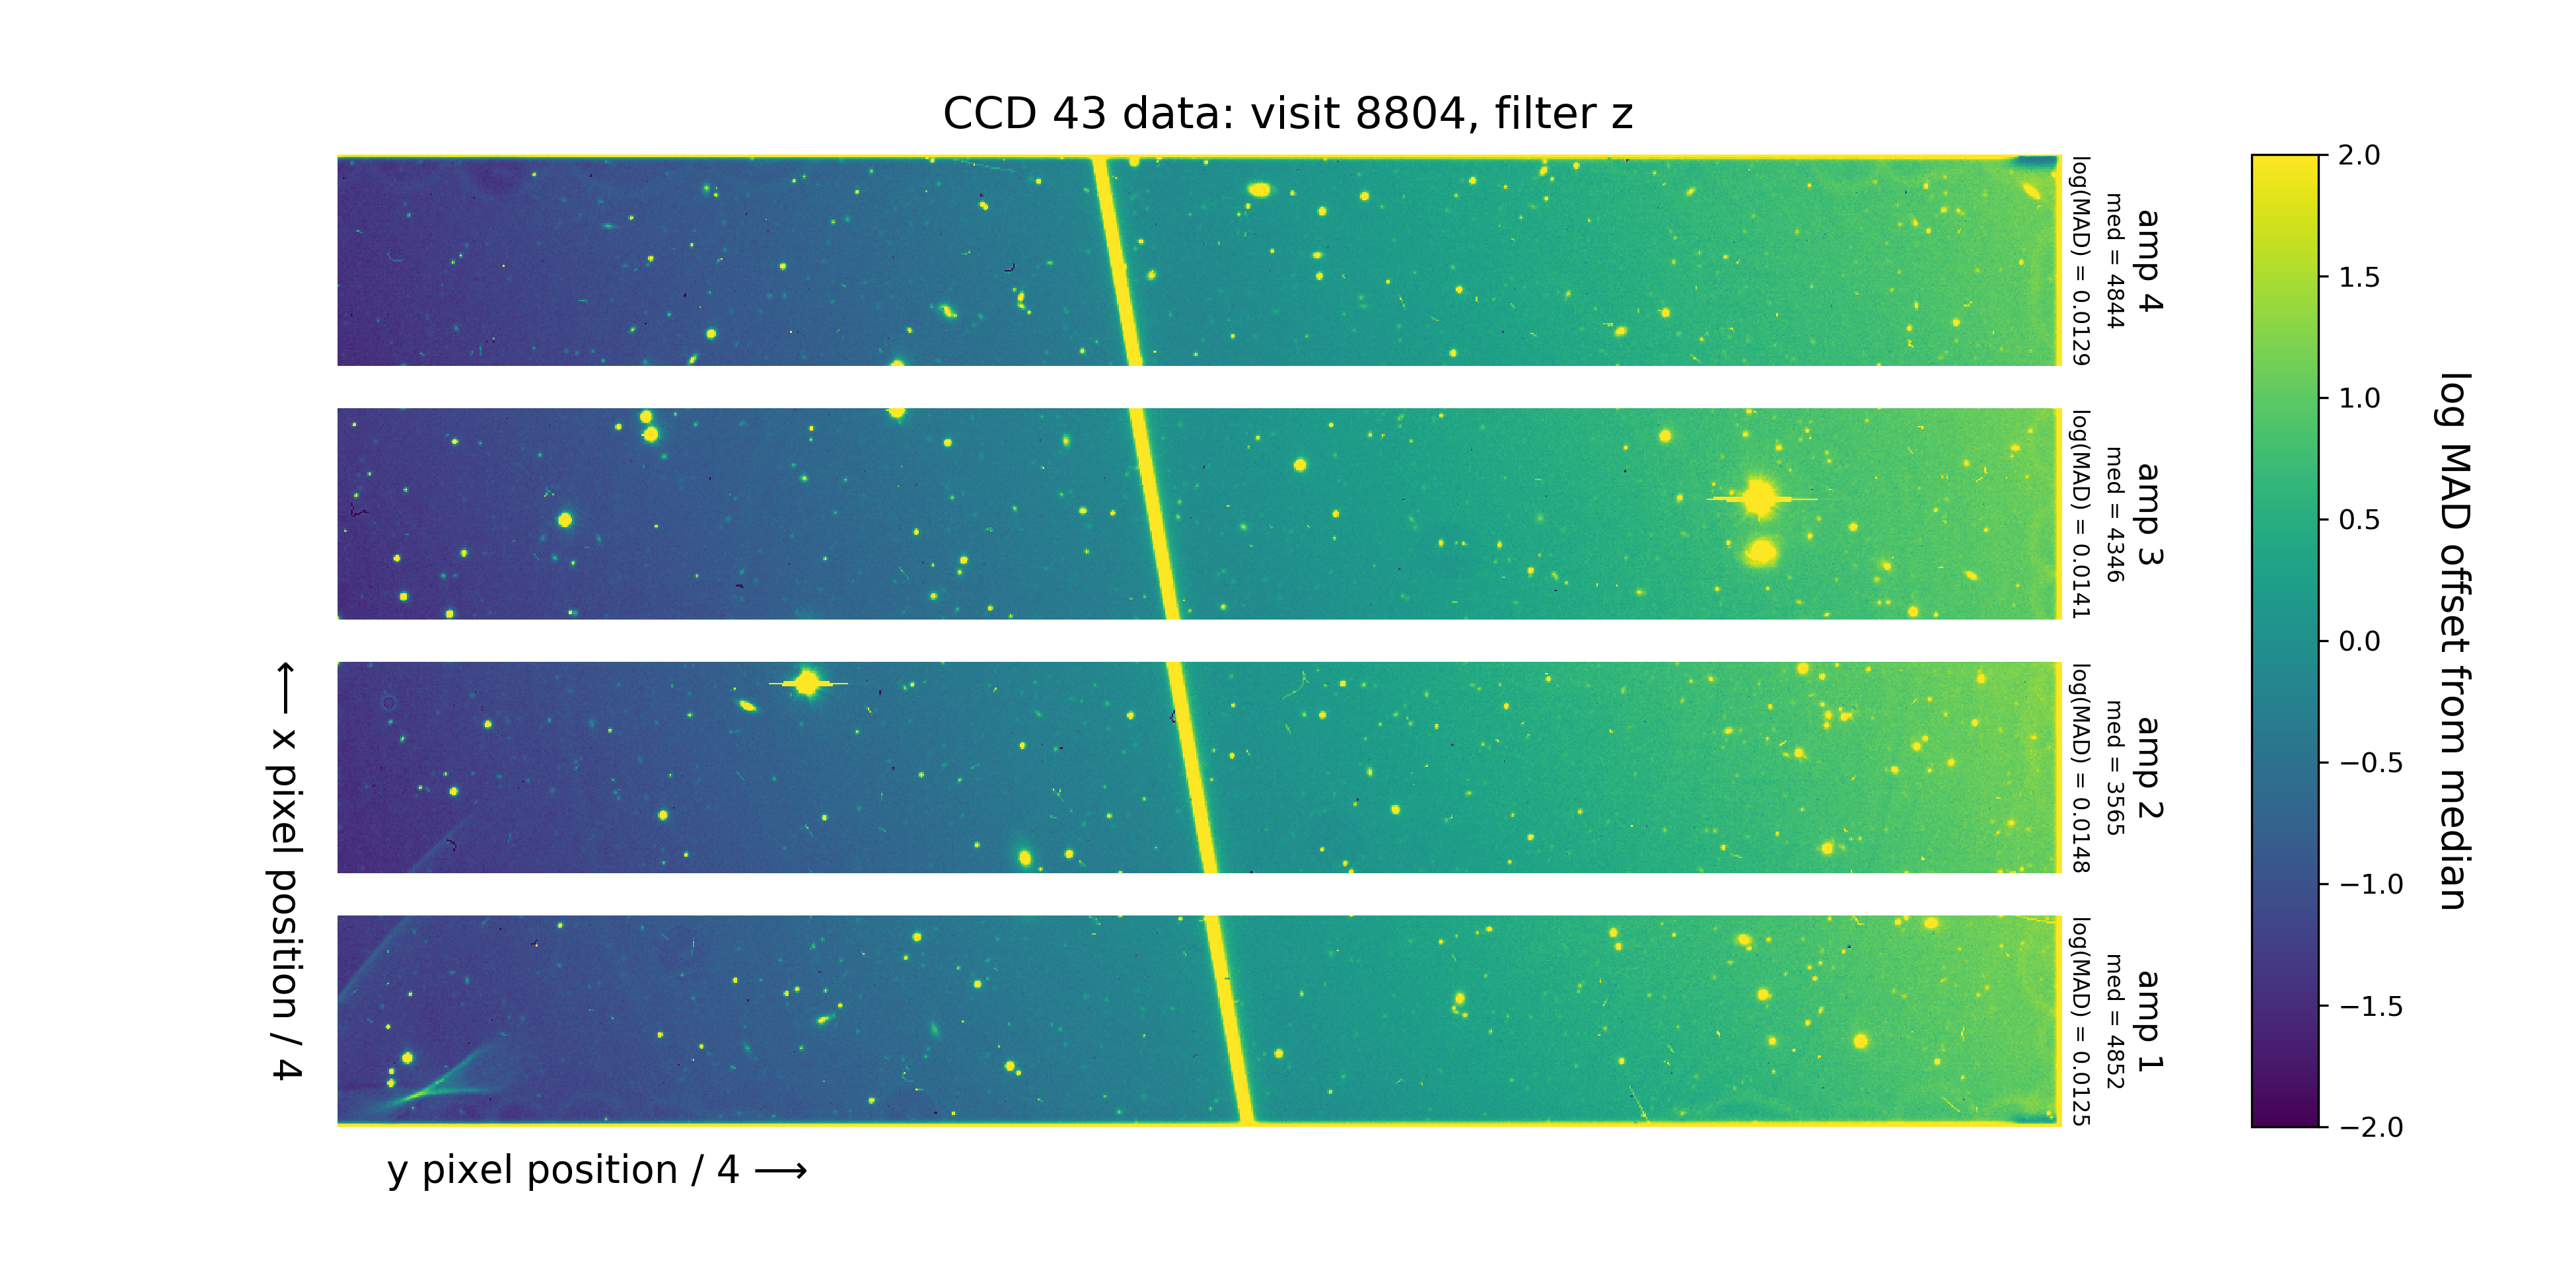 CCD 43 data: visit 8804, filter z
amp 4
med = 4844
log(MAD) = 0.0129
amp 3
med = 4346
log(MAD) = 0.0141
amp 2
med = 3565
log(MAD) = 0.0148
amp 1
med = 4852
log(MAD) = 0.0125
⟵ x pixel position / 4
y pixel position / 4 ⟶
2.0
1.5
1.0
0.5
0.0
−0.5
−1.0
−1.5
−2.0
log MAD offset from median